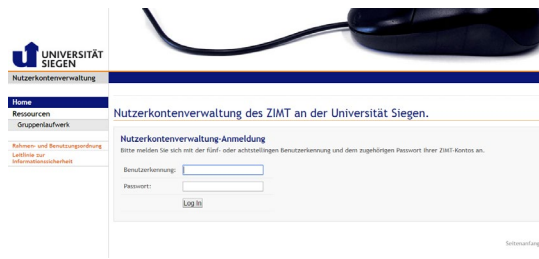 UNIVERSITÄT
SIEGEN
Nutzerkontenverwaltung
Home
Ressourcen
Gruppenlaufwerk
Rahmen- und Benutzungsordnung
Leitlinie zur
Informationssicherheit
Nutzerkontenverwaltung des ZIMT an der Universität Siegen.
Nutzerkontenverwaltung-Anmeldung
Bitte melden Sie sich mit der fünf- oder achtstelligen Benutzerkennung und dem zugehörigen Passwort Ihrer ZIMT-Kontos an.
Benutzerkennung:
Passwort:
Log In
Seitenanfang